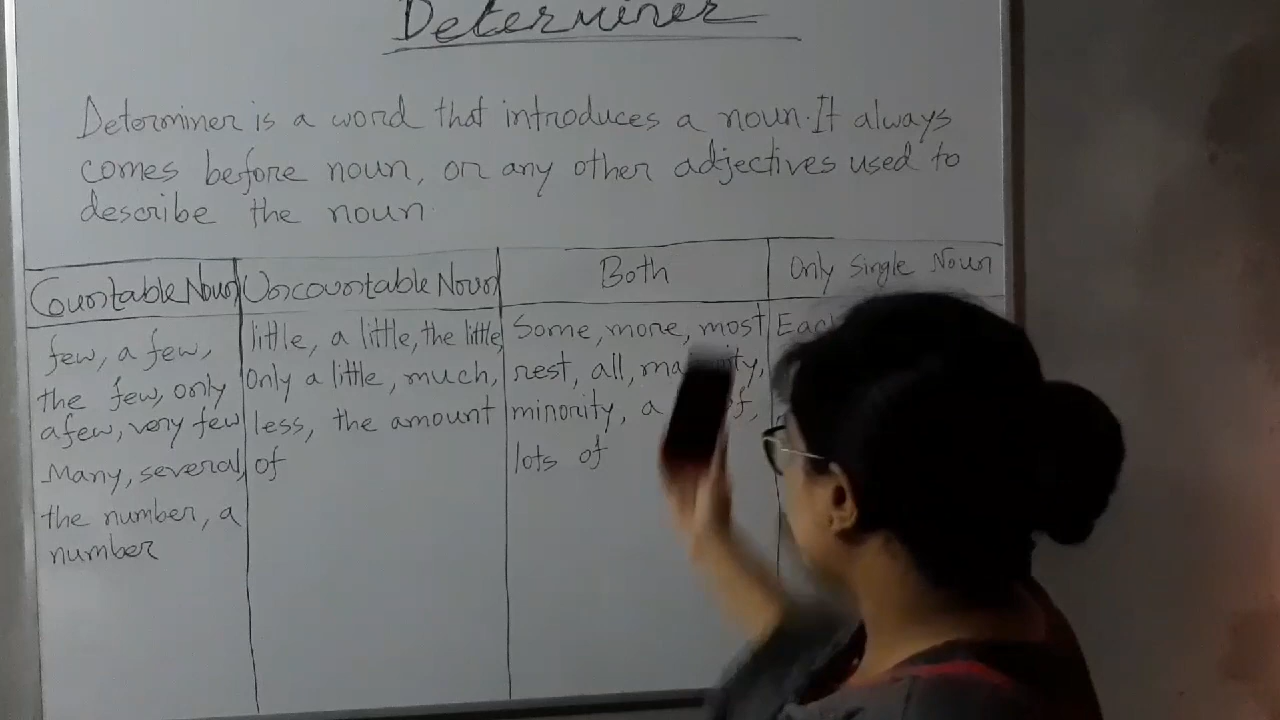 Determiner
Determiner is a word that introduces a noun. It always
comes before noun, or any other adjectives used to
describe the noun.
Countable Noun
few, a few,
the few, only
a few, very few
Many, several,
the number, a
number
Uncountable Noun
little, a little, the little,
Only a little, much,
less, the amount
of
Both
Some, more, most
rest, all,
minority, a
lots of
Only Single Noun